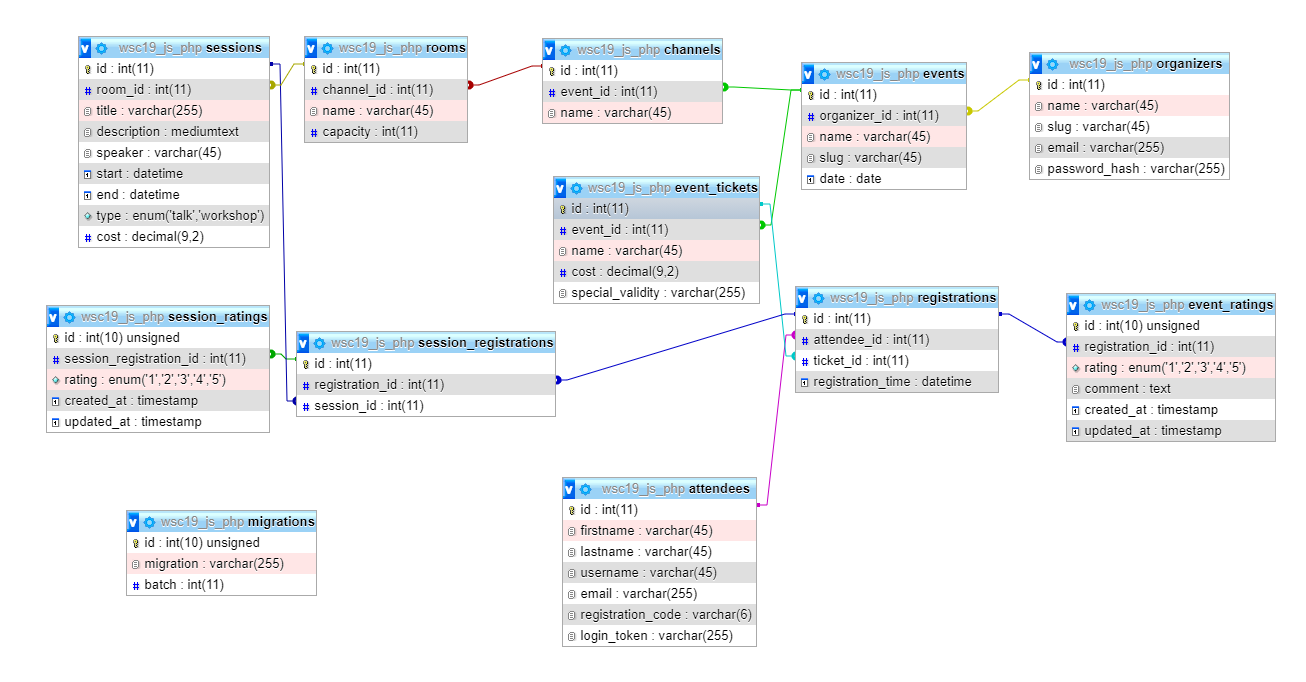 wsc19_js_php sessions
id : int(11)
room_id : int(11)
title : varchar(255)
description : mediumtext
speaker : varchar(45)
start : datetime
end : datetime
type : enum('talk','workshop')
cost : decimal(9,2)
wsc19_js_php rooms
id : int(11)
channel_id : int(11)
name : varchar(45)
capacity : int(11)
wsc19_js_php channels
id : int(11)
event_id : int(11)
name : varchar(45)
wsc19_js_php events
id : int(11)
organizer_id : int(11)
name : varchar(45)
slug : varchar(45)
date : date
wsc19_js_php organizers
id : int(11)
name : varchar(45)
slug : varchar(45)
email : varchar(255)
password_hash : varchar(255)
wsc19_js_php event_tickets
id : int(11)
event_id : int(11)
name : varchar(45)
cost : decimal(9,2)
special_validity : varchar(255)
wsc19_js_php session_ratings
id : int(10) unsigned
session_registration_id : int(11)
rating : enum('1','2','3','4','5')
created_at : timestamp
updated_at : timestamp
wsc19_js_php session_registrations
id : int(11)
registration_id : int(11)
session_id : int(11)
wsc19_js_php registrations
id : int(11)
attendee_id : int(11)
ticket_id : int(11)
registration_time : datetime
wsc19_js_php event_ratings
id : int(10) unsigned
registration_id : int(11)
rating : enum('1','2','3','4','5')
comment : text
created_at : timestamp
updated_at : timestamp
wsc19_js_php migrations
id : int(10) unsigned
migration : varchar(255)
batch : int(11)
wsc19_js_php attendees
id : int(11)
firstname : varchar(45)
lastname : varchar(45)
username : varchar(45)
email : varchar(255)
registration_code : varchar(6)
login_token : varchar(255)